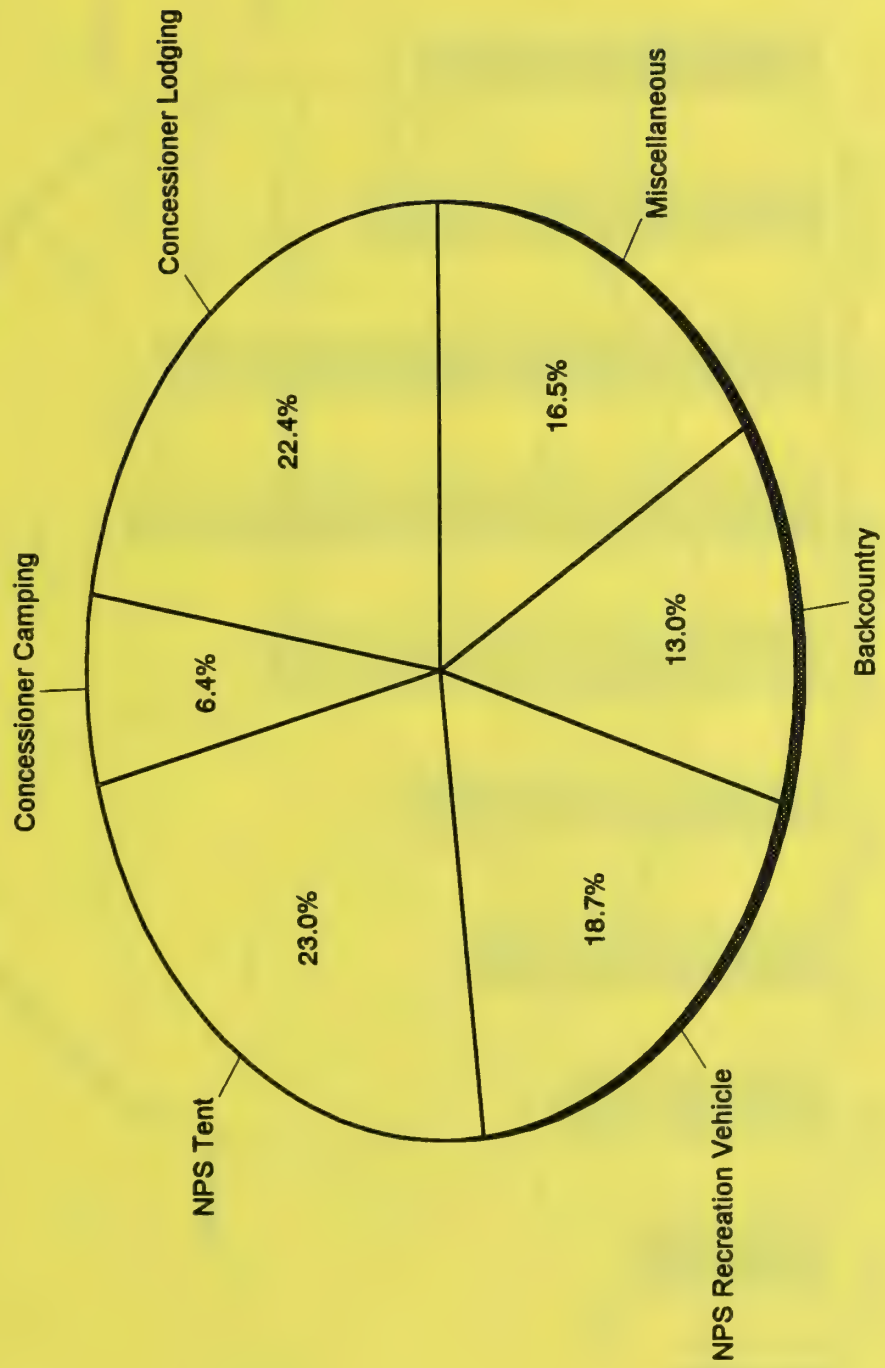 Concessioner Camping
Concessioner Lodging
6.4%
22.4%
NPS Tent
23.0%
16.5%
Miscellaneous
18.7%
13.0%
NPS Recreation Vehicle
Backcountry